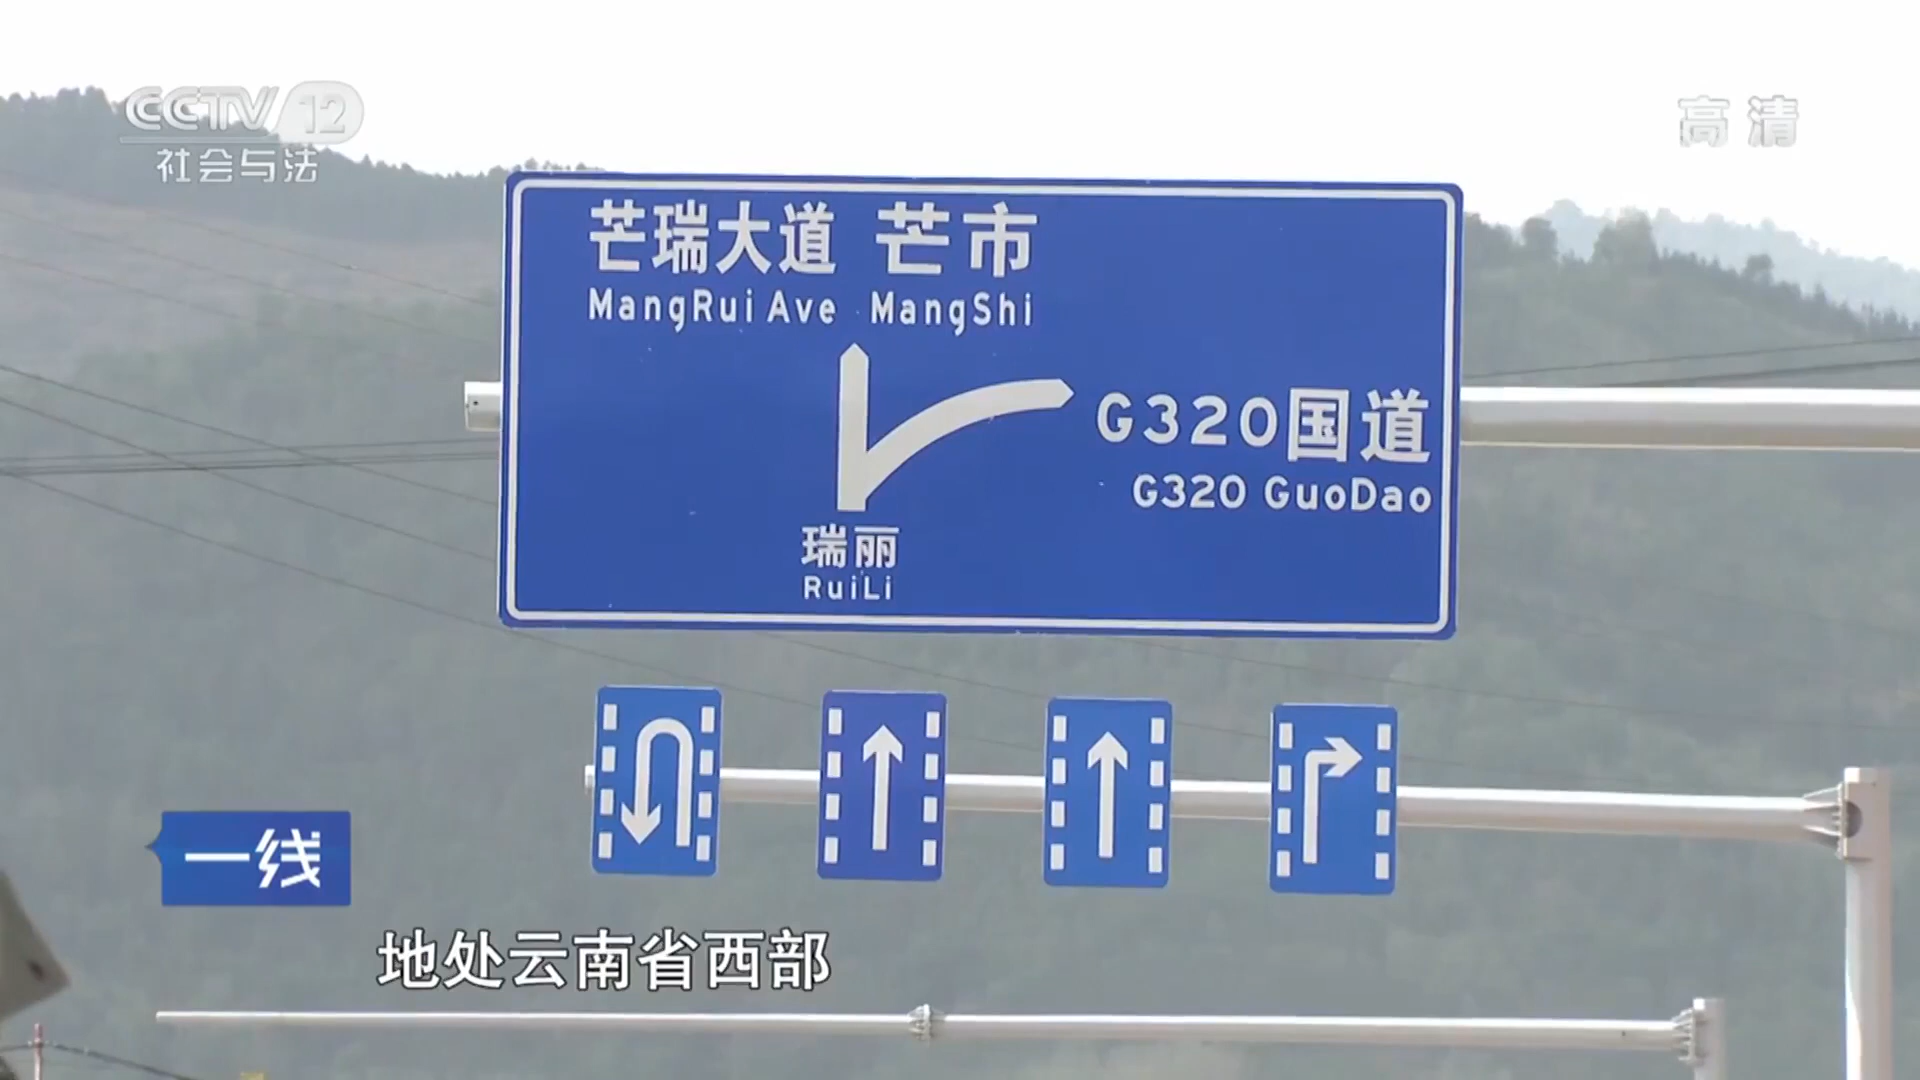 CCTV 12
社会与法
高清
芒瑞大道 芒市
MangRui Ave MangShi
G320国道
G320 GuoDao
瑞丽
RuiLi
一线
地处云南省西部